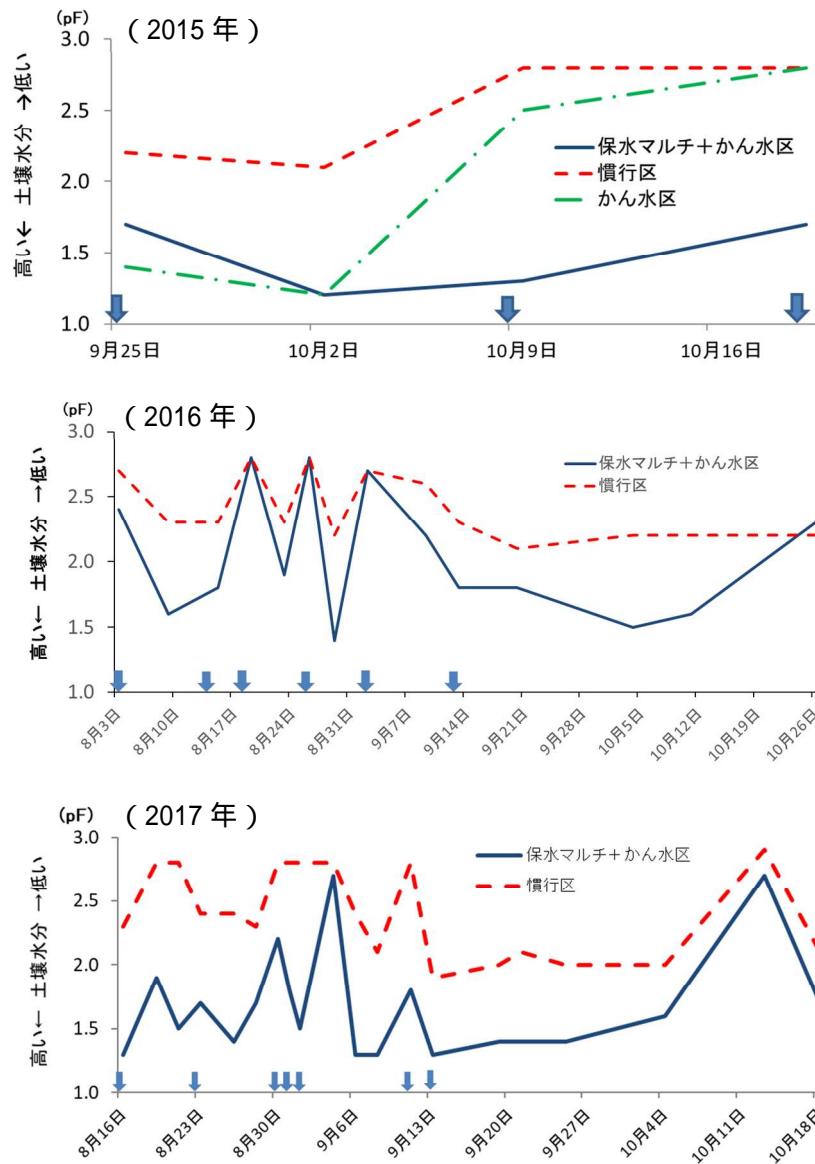 (pF)
(2015 年)
3.0
2.5
2.0
1.5
1.0
高い← 土壌水分 →低い
保水マルチ+かん水区
慣行区
かん水区
9月25日 10月2日 10月9日 10月16日
(pF)
(2016 年)
3.0
2.5
2.0
1.5
1.0
高い← 土壌水分 →低い
保水マルチ+かん水区
慣行区
8月3日 8月10日 8月17日 8月24日 8月31日 9月7日 9月14日 9月21日 9月28日 10月5日 10月12日 10月19日 10月26日
(pF)
(2017 年)
3.0
2.5
2.0
1.5
1.0
高い← 土壌水分 →低い
保水マルチ+かん水区
慣行区
8月16日 8月23日 8月30日 9月6日 9月13日 9月20日 9月27日 10月4日 10月11日 10月18日